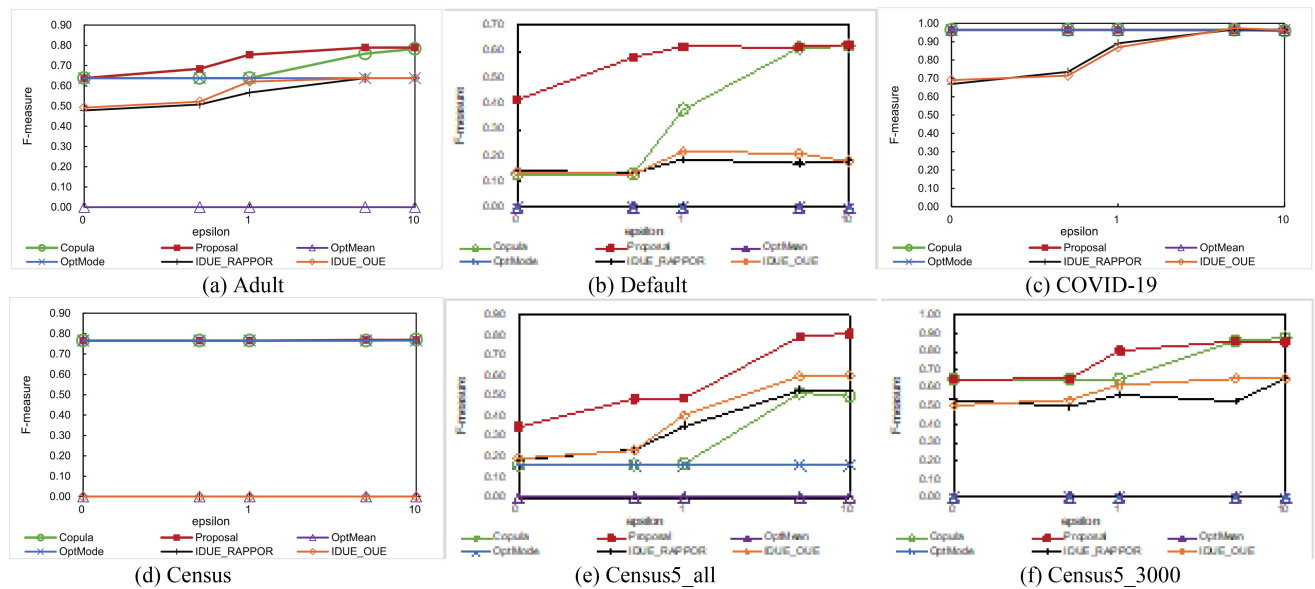 0.90
0.80
0.70
0.60
0.50
0.40
0.30
0.20
0.10
0.00
F-measure
0 1 10
epsilon
Copula Proposal OptMean
OptMode IDUE_RAPPOR IDUE_OUE
(a) Adult
0.70
0.60
0.50
0.40
0.30
0.20
0.10
0.00
F-measure
0 1 10
epsilon
Copula Proposal OptMean
OptMode IDUE_RAPPOR IDUE_OUE
(b) Default
1.00
0.90
0.80
0.70
0.60
0.50
0.40
0.30
0.20
0.10
0.00
F-measure
0 1 10
epsilon
Copula Proposal OptMean
OptMode IDUE_RAPPOR IDUE_OUE
(c) COVID-19
0.90
0.80
0.70
0.60
0.50
0.40
0.30
0.20
0.10
0.00
F-measure
0 1 10
epsilon
Copula Proposal OptMean
OptMode IDUE_RAPPOR IDUE_OUE
(d) Census
0.90
0.80
0.70
0.60
0.50
0.40
0.30
0.20
0.10
0.00
F-measure
0 1 10
epsilon
Copula Proposal OptMean
OptMode IDUE_RAPPOR IDUE_OUE
(e) Census5_all
1.00
0.90
0.80
0.70
0.60
0.50
0.40
0.30
0.20
0.10
0.00
F-measure
0 1 10
epsilon
Copula Proposal OptMean
OptMode IDUE_RAPPOR IDUE_OUE
(f) Census5_3000